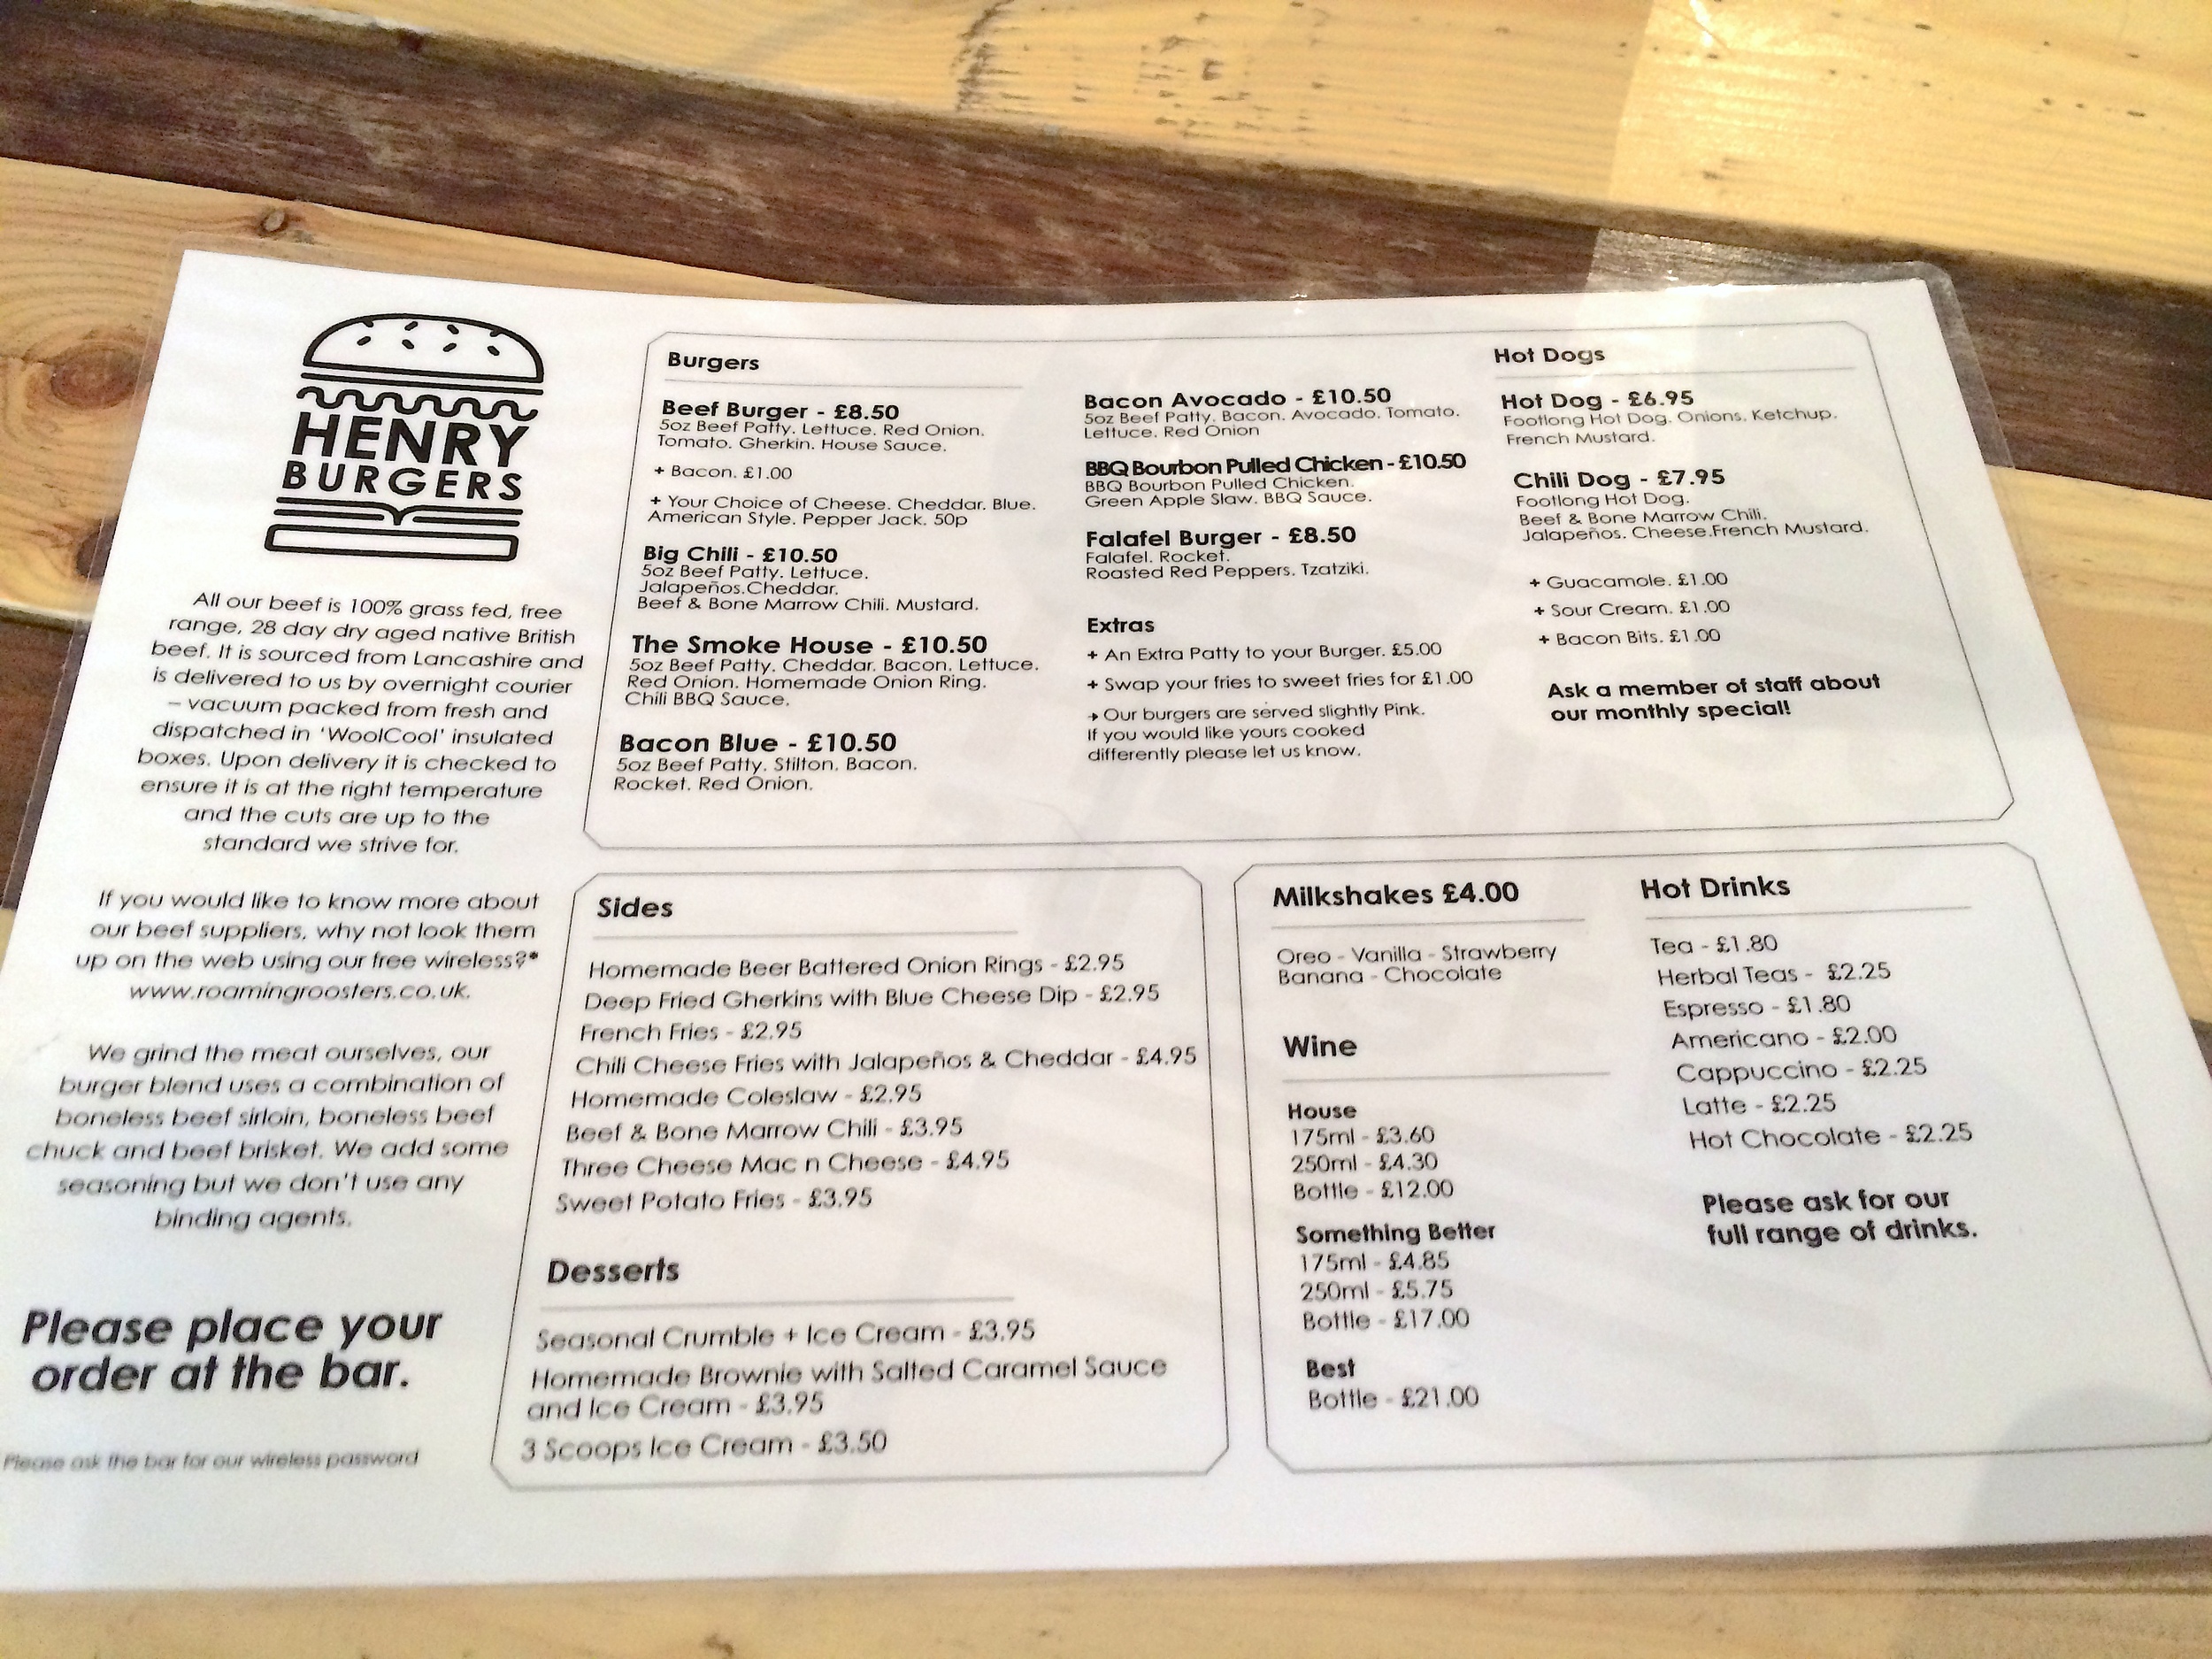 HENRY
BURGERS
All our beef is 100% grass fed, free
range, 28 day dry aged native British
beef. It is sourced from Lancashire and
is delivered to us by overnight courier
– vacuum packed from fresh and
dispatched in 'WoolCool' insulated
boxes. Upon delivery it is checked to
ensure it is at the right temperature
and the cuts are up to the
standard we strive for.
If you would like to know more about
our beef suppliers, why not look them
up on the web using our free wireless?*
www.roamingroosters.co.uk.
We grind the meat ourselves, our
burger blend uses a combination of
boneless beef sirloin, boneless beef
chuck and beef brisket. We add some
seasoning but we don't use any
binding agents.
Please place your
order at the bar.
Please ask the bar for our wireless password
Burgers
Beef Burger - £8.50
5oz Beef Patty. Lettuce. Red Onion.
Tomato. Gherkin. House Sauce.
+ Bacon. £1.00
+ Your Choice of Cheese. Cheddar. Blue.
American Style. Pepper Jack. 50p
Big Chili - £10.50
5oz Beef Patty. Lettuce.
Jalapeños.Cheddar.
Beef & Bone Marrow Chili. Mustard.
The Smoke House - £10.50
5oz Beef Patty. Cheddar. Bacon. Lettuce.
Red Onion. Homemade Onion Ring.
Chili BBQ Sauce.
Bacon Blue - £10.50
5oz Beef Patty. Stilton. Bacon.
Rocket. Red Onion.
Bacon Avocado - £10.50
5oz Beef Patty. Bacon. Avocado. Tomato.
Lettuce. Red Onion
BBQ Bourbon Pulled Chicken - £10.50
BBQ Bourbon Pulled Chicken.
Green Apple Slaw. BBQ Sauce.
Falafel Burger - £8.50
Falafel. Rocket.
Roasted Red Peppers. Tzatziki.
Extras
+ An Extra Patty to your Burger. £5.00
+ Swap your fries to sweet fries for £1.00
→ Our burgers are served slightly Pink.
If you would like yours cooked
differently please let us know.
Hot Dogs
Hot Dog - £6.95
Footlong Hot Dog. Onions. Ketchup.
French Mustard.
Chili Dog - £7.95
Footlong Hot Dog.
Beef & Bone Marrow Chili.
Jalapeños. Cheese.French Mustard.
+ Guacamole. £1.00
+ Sour Cream. £1.00
+ Bacon Bits. £1.00
Ask a member of staff about
our monthly special!
Sides
Homemade Beer Battered Onion Rings - £2.95
Deep Fried Gherkins with Blue Cheese Dip - £2.95
French Fries - £2.95
Chili Cheese Fries with Jalapeños & Cheddar - £4.95
Homemade Coleslaw - £2.95
Beef & Bone Marrow Chili - £3.95
Three Cheese Mac n Cheese - £4.95
Sweet Potato Fries - £3.95
Desserts
Seasonal Crumble + Ice Cream - £3.95
Homemade Brownie with Salted Caramel Sauce
and Ice Cream - £3.95
3 Scoops Ice Cream - £3.50
Milkshakes £4.00
Oreo - Vanilla - Strawberry
Banana - Chocolate
Wine
House
175ml - £3.60
250ml - £4.30
Bottle - £12.00
Something Better
175ml - £4.85
250ml - £5.75
Bottle - £17.00
Best
Bottle - £21.00
Hot Drinks
Tea - £1.80
Herbal Teas - £2.25
Espresso - £1.80
Americano - £2.00
Cappuccino - £2.25
Latte - £2.25
Hot Chocolate - £2.25
Please ask for our
full range of drinks.